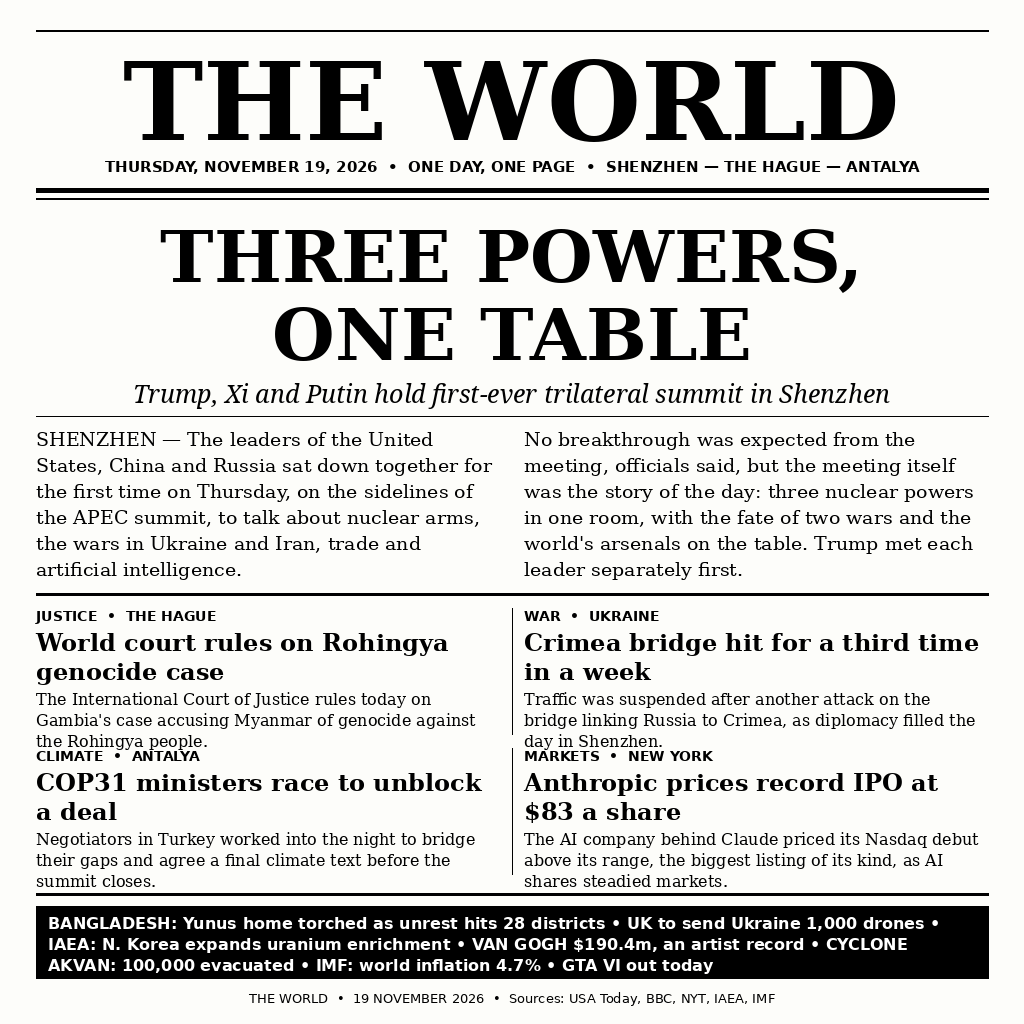 THE WORLD
THURSDAY, NOVEMBER 19, 2026 • ONE DAY, ONE PAGE • SHENZHEN — THE HAGUE — ANTALYA
THREE POWERS,
ONE TABLE
Trump, Xi and Putin hold first-ever trilateral summit in Shenzhen
SHENZHEN — The leaders of the United
States, China and Russia sat down together for
the first time on Thursday, on the sidelines of
the APEC summit, to talk about nuclear arms,
the wars in Ukraine and Iran, trade and
artificial intelligence.
No breakthrough was expected from the
meeting, officials said, but the meeting itself
was the story of the day: three nuclear powers
in one room, with the fate of two wars and the
world's arsenals on the table. Trump met each
leader separately first.
JUSTICE • THE HAGUE
World court rules on Rohingya
genocide case
The International Court of Justice rules today on
Gambia's case accusing Myanmar of genocide against
the Rohingya people.
WAR • UKRAINE
Crimea bridge hit for a third time
in a week
Traffic was suspended after another attack on the
bridge linking Russia to Crimea, as diplomacy filled the
day in Shenzhen.
CLIMATE • ANTALYA
COP31 ministers race to unblock
a deal
Negotiators in Turkey worked into the night to bridge
their gaps and agree a final climate text before the
summit closes.
MARKETS • NEW YORK
Anthropic prices record IPO at
$83 a share
The AI company behind Claude priced its Nasdaq debut
above its range, the biggest listing of its kind, as AI
shares steadied markets.
BANGLADESH: Yunus home torched as unrest hits 28 districts • UK to send Ukraine 1,000 drones •
IAEA: N. Korea expands uranium enrichment • VAN GOGH $190.4m, an artist record • CYCLONE
AKVAN: 100,000 evacuated • IMF: world inflation 4.7% • GTA VI out today
THE WORLD • 19 NOVEMBER 2026 • Sources: USA Today, BBC, NYT, IAEA, IMF